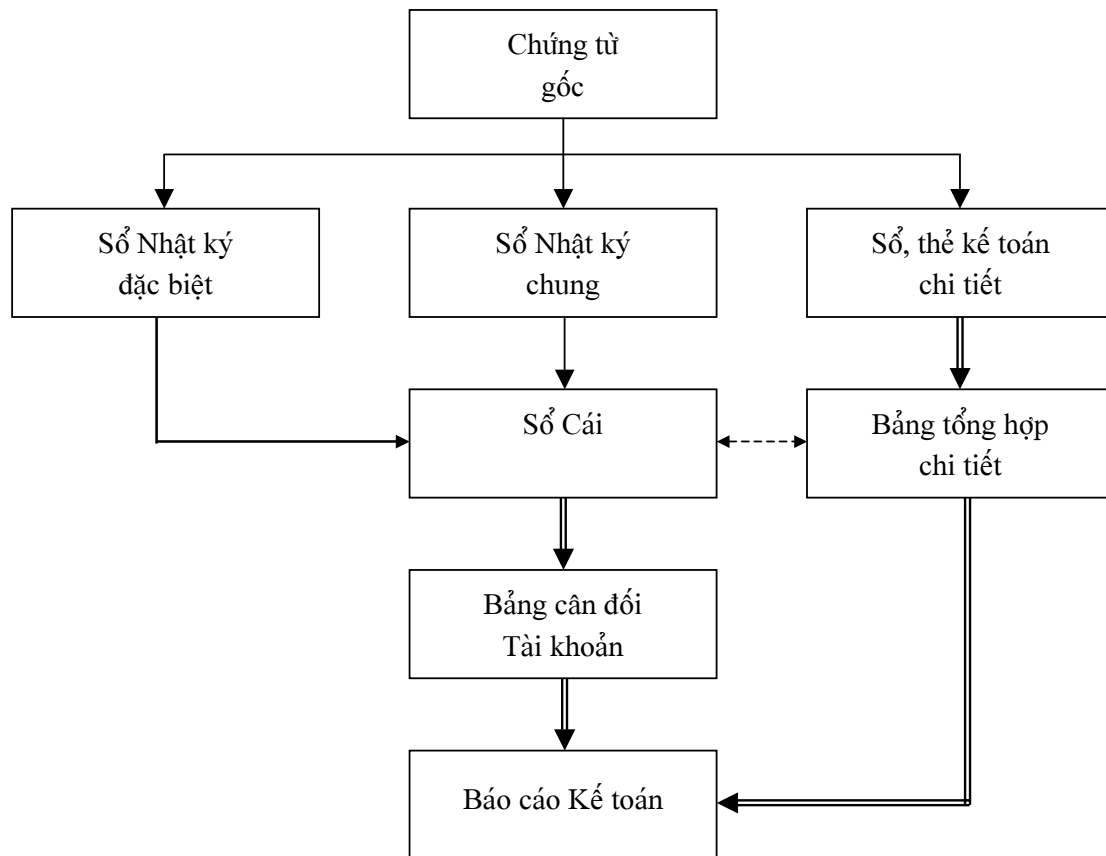 Chứng từ
gốc
Sổ Nhật ký
đặc biệt
Sổ Nhật ký
chung
Sổ, thẻ kế toán
chi tiết
Sổ Cái
Bảng tổng hợp
chi tiết
Bảng cân đối
Tài khoản
Báo cáo Kế toán